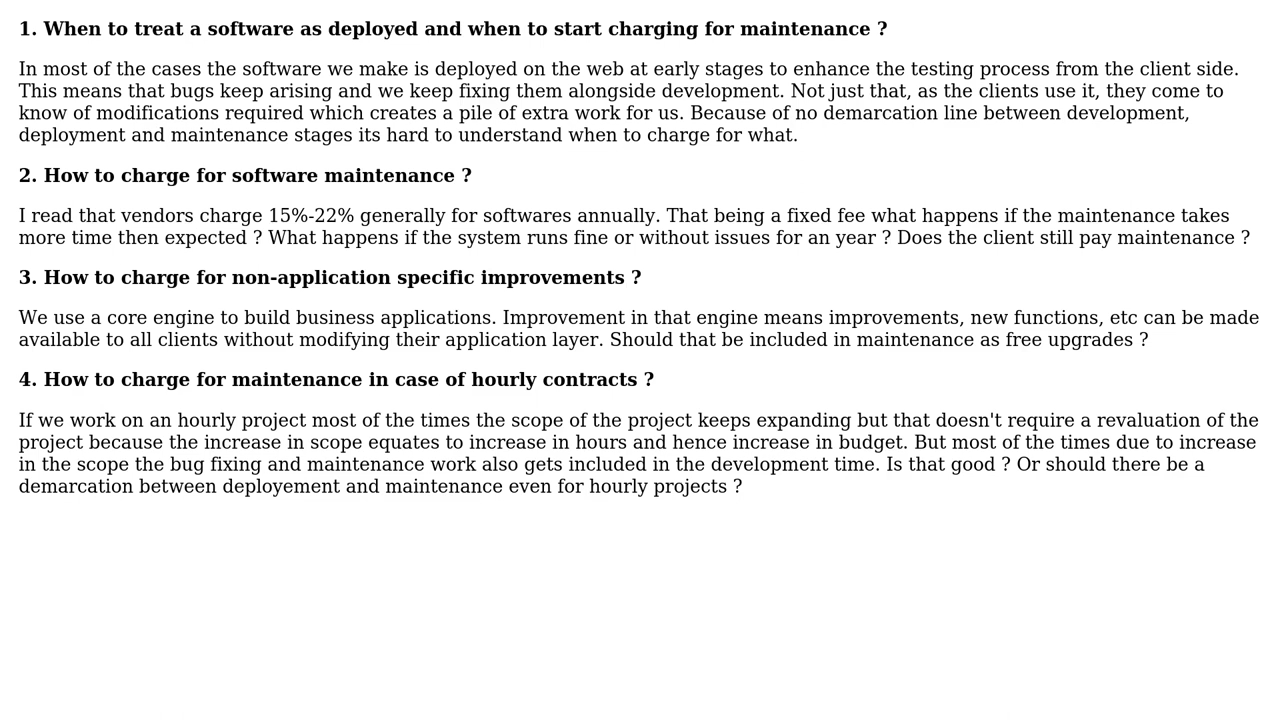 1. When to treat a software as deployed and when to start charging for maintenance ?
In most of the cases the software we make is deployed on the web at early stages to enhance the testing process from the client side.
This means that bugs keep arising and we keep fixing them alongside development. Not just that, as the clients use it, they come to
know of modifications required which creates a pile of extra work for us. Because of no demarcation line between development,
deployment and maintenance stages its hard to understand when to charge for what.
2. How to charge for software maintenance ?
I read that vendors charge 15%-22% generally for softwares annually. That being a fixed fee what happens if the maintenance takes
more time then expected ? What happens if the system runs fine or without issues for an year ? Does the client still pay maintenance ?
3. How to charge for non-application specific improvements ?
We use a core engine to build business applications. Improvement in that engine means improvements, new functions, etc can be made
available to all clients without modifying their application layer. Should that be included in maintenance as free upgrades ?
4. How to charge for maintenance in case of hourly contracts ?
If we work on an hourly project most of the times the scope of the project keeps expanding but that doesn't require a revaluation of the
project because the increase in scope equates to increase in hours and hence increase in budget. But most of the times due to increase
in the scope the bug fixing and maintenance work also gets included in the development time. Is that good ? Or should there be a
demarcation between deployement and maintenance even for hourly projects ?